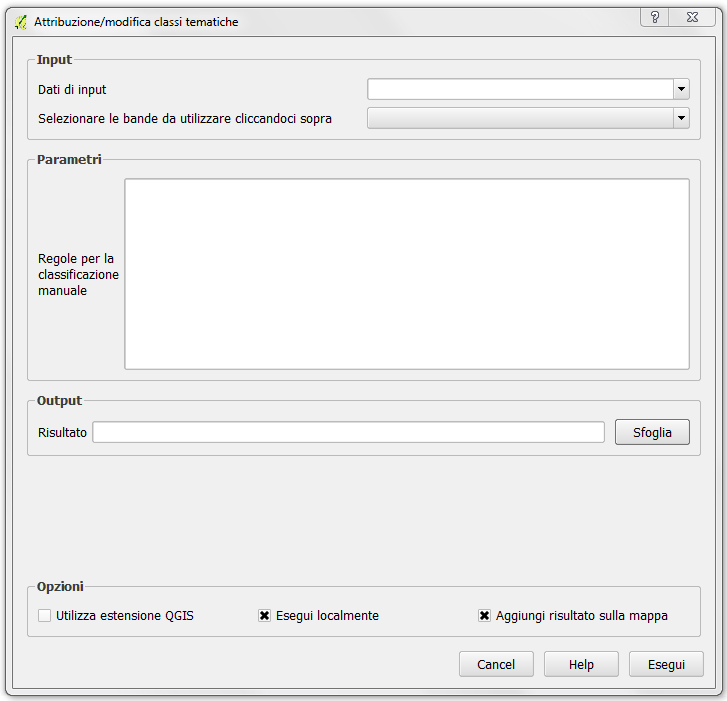 Attribuzione/modifica classi tematiche
Input
Dati di input
Selezionare le bande da utilizzare cliccandoci sopra
Parametri
Regole per la
classificazione
manuale
Output
Risultato
Sfoglia
Opzioni
Utilizza estensione QGIS
Esegui localmente
Aggiungi risultato sulla mappa
Cancel
Help
Esegui